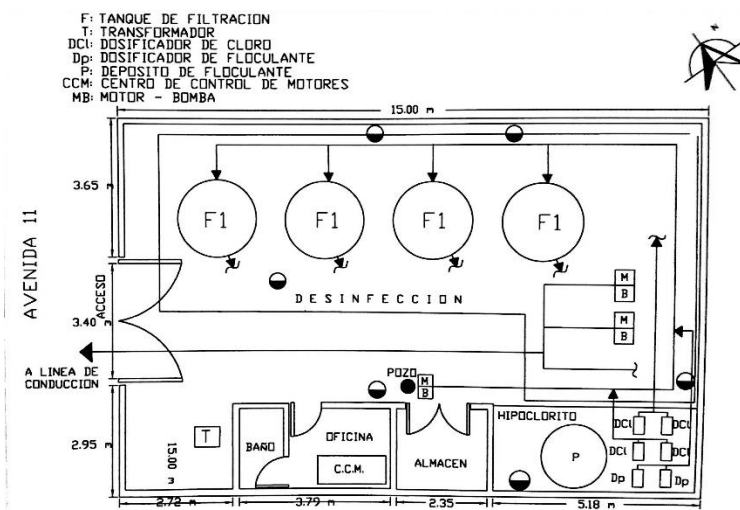 F: TANQUE DE FILTRACION
T: TRANSFORMADOR
DCl: DOSIFICADOR DE CLORO
Dp: DOSIFICADOR DE FLOCULANTE
P: DEPOSITO DE FLOCULANTE
CCM: CENTRO DE CONTROL DE MOTORES
MB: MOTOR - BOMBA
N
15.00 m
3.65 m
F1 F1 F1 F1
AVENIDA 11
ACCESO
3.40 m
DESINFECCION
M
B
M
B
A LINEA DE
CONDUCCION
POZO
M
B
2.95 m
T
15.00 m
BAÑO
OFICINA
C.C.M.
ALMACEN
HIPOCLORITO
P
DCl DCl
DCl DCl
Dp Dp
2.72 m
3.79 m
2.35
5.18 m